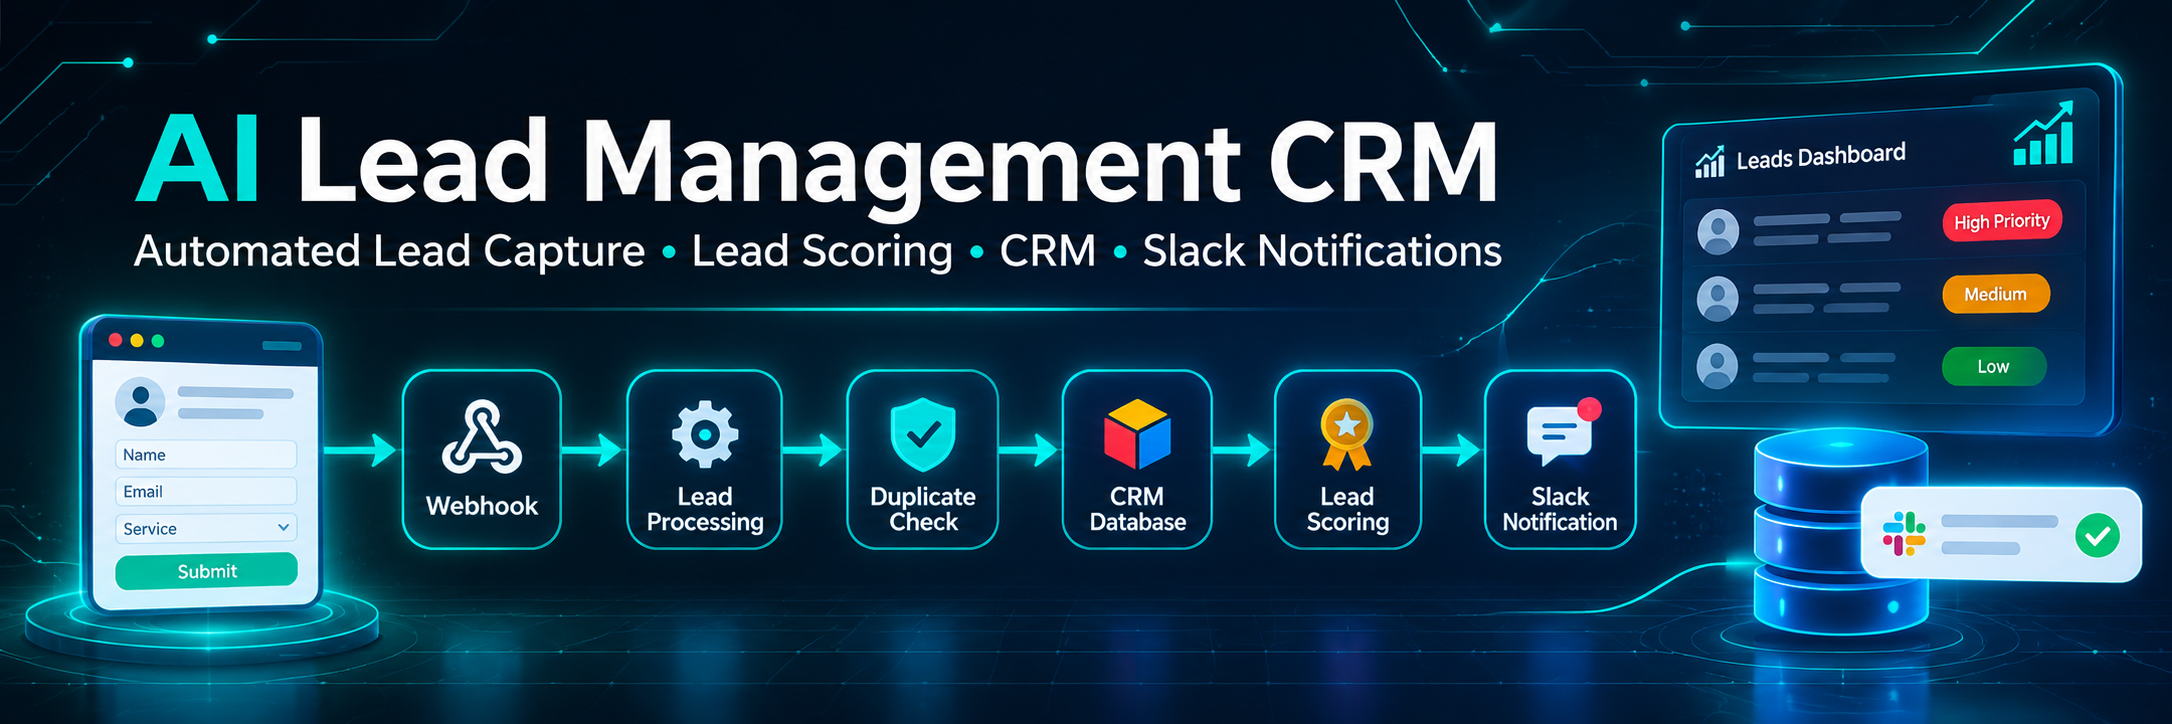 AI Lead Management CRM
Automated Lead Capture • Lead Scoring • CRM • Slack Notifications
Name
Email
Service
Submit
Webhook
Lead
Processing
Duplicate
Check
CRM
Database
Lead
Scoring
Slack
Notification
Leads Dashboard
High Priority
Medium
Low